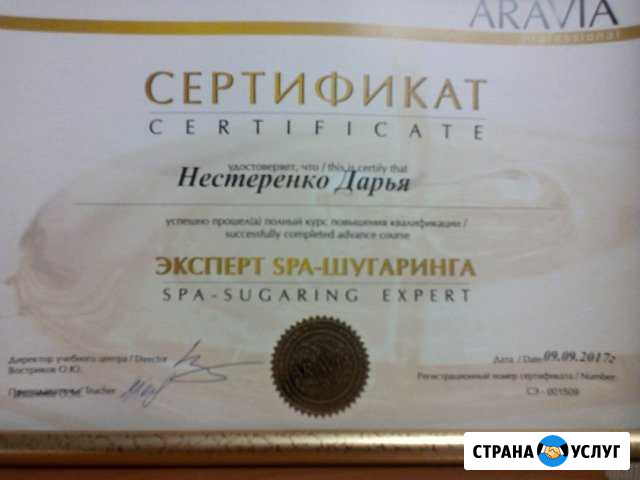 ARAVIA
professional
СЕРТИФИКАТ
CERTIFICATE
удостоверяет, что / this is certify that
Нестеренко Дарья
успешно прошел(а) полный курс повышения квалификации /
successfully completed advance course
ЭКСПЕРТ SPA-ШУГАРИНГА
SPA-SUGARING EXPERT
Директор учебного центра / Director
Востриков О.Ю.
Преподаватель / Teacher
Дата / Date 09.09.2017г
Регистрационный номер сертификата / Number:
СЭ - 001509
СТРАНА УСЛУГ